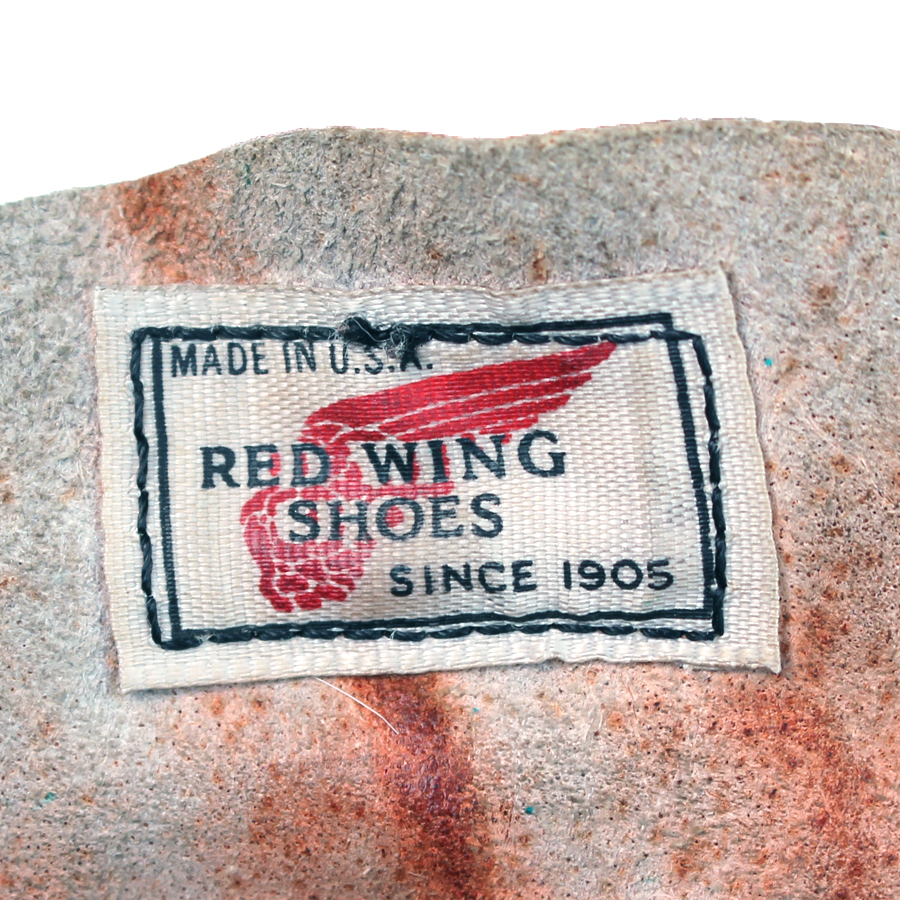 MADE IN U.S.A.
RED WING
SHOES
SINCE 1905